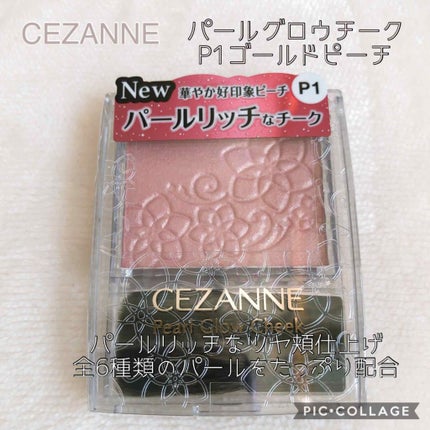 CEZANNE
パールグロウチーク
P1ゴールドピーチ
New 華やか好印象ピーチ P1
パールリッチなチーク
CEZANNE
Pearl Glow Cheek
パールリッチなツヤ頬仕上げ
全6種類のパールをたっぷり配合
PIC•COLLAGE